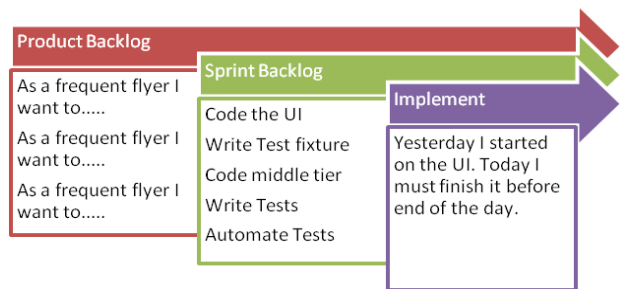 Product Backlog
As a frequent flyer I
want to.....
As a frequent flyer I
want to.....
As a frequent flyer I
want to.....
Sprint Backlog
Code the UI
Write Test fixture
Code middle tier
Write Tests
Automate Tests
Implement
Yesterday I started
on the UI. Today I
must finish it before
end of the day.